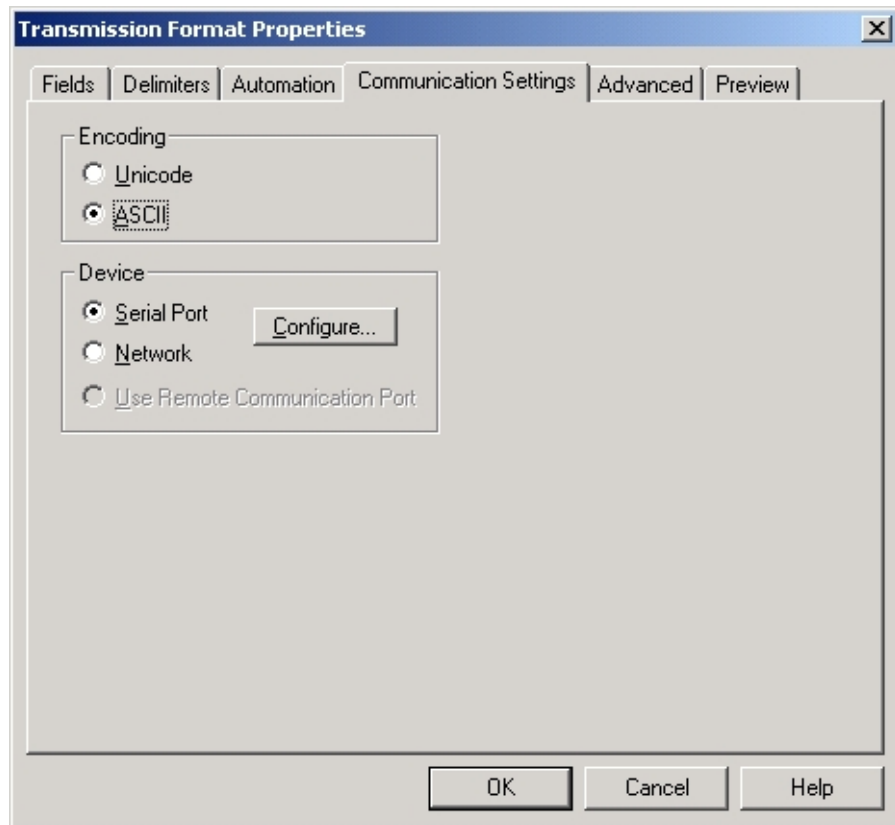 Transmission Format Properties
Fields Delimiters Automation Communication Settings Advanced Preview
Encoding
Unicode
ASCII
Device
Serial Port
Configure...
Network
Use Remote Communication Port
OK Cancel Help